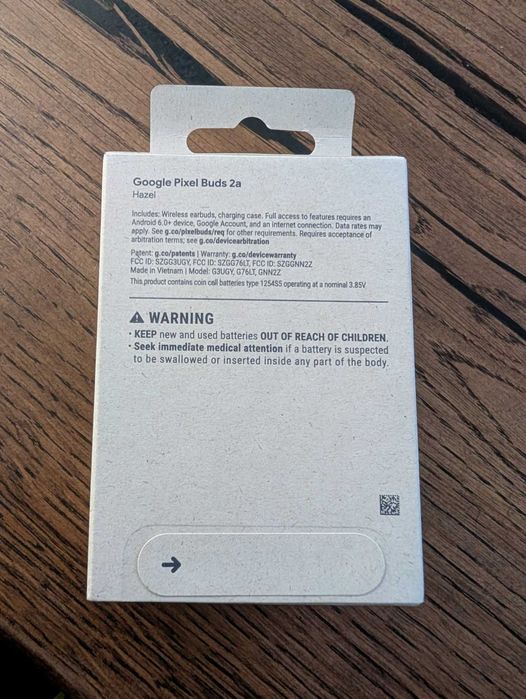 Google Pixel Buds 2a
Hazel
Includes: Wireless earbuds, charging case. Full access to features requires an
Android 6.0+ device, Google Account, and an internet connection. Data rates may
apply. See g.co/pixelbuds/req for other requirements. Requires acceptance of
arbitration terms; see g.co/devicearbitration
Patent: g.co/patents | Warranty: g.co/devicewarranty
FCC ID: SZGG3UGY, FCC ID: SZGG76LT, FCC ID: SZGGNN2Z
Made in Vietnam | Model: G3UGY, G76LT, GNN2Z
This product contains coin cell batteries type 1254S5 operating at a nominal 3.85V.
WARNING
• KEEP new and used batteries OUT OF REACH OF CHILDREN.
• Seek immediate medical attention if a battery is suspected
to be swallowed or inserted inside any part of the body.